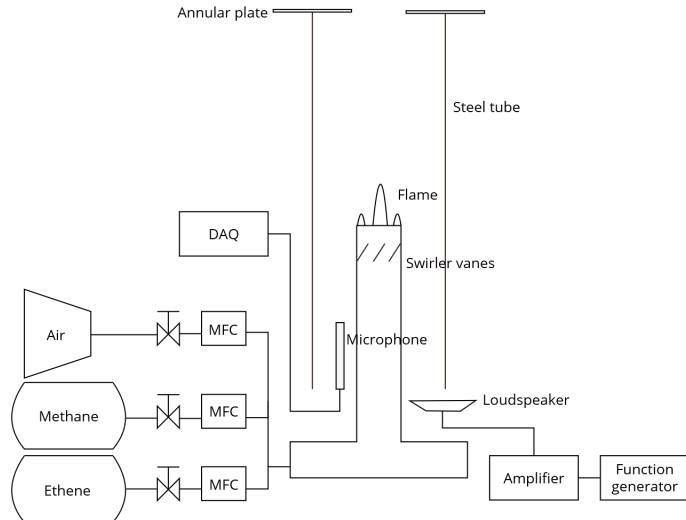 Annular plate
Steel tube
Flame
DAQ
Swirler vanes
Air
MFC
Microphone
Methane
MFC
Loudspeaker
Ethene
MFC
Amplifier
Function
generator